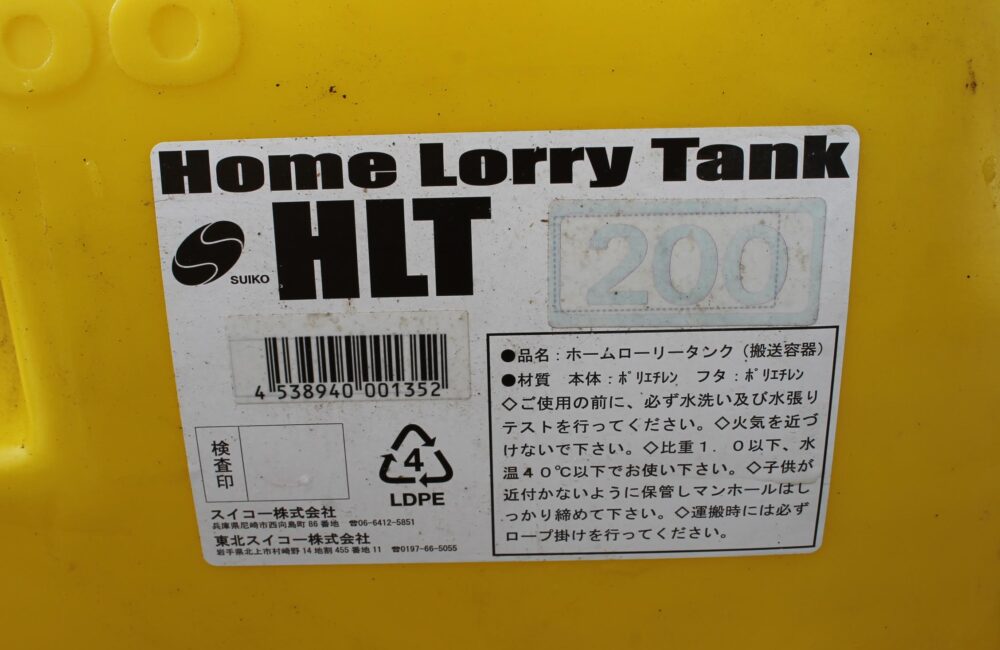 00
Home Lorry Tank
HLT
200
SUIKO
4 538940 001352
検査印
4
LDPE
スイコー株式会社
兵庫県尼崎市西向島町 86 番地 ☎06-6412-5851
東北スイコー株式会社
岩手県北上市村崎野 14 地割 455 番地 11 ☎0197-66-5055
●品名：ホームローリータンク（搬送容器）
●材質 本体：ﾎﾟﾘｴﾁﾚﾝ フタ：ﾎﾟﾘｴﾁﾚﾝ
◇ご使用の前に、必ず水洗い及び水張り
テストを行ってください。◇火気を近づ
けないで下さい。◇比重１．０以下、水
温４０℃以下でお使い下さい。◇子供が
近付かないように保管しマンホールはし
っかり締めて下さい。◇運搬時には必ず
ロープ掛けを行ってください。